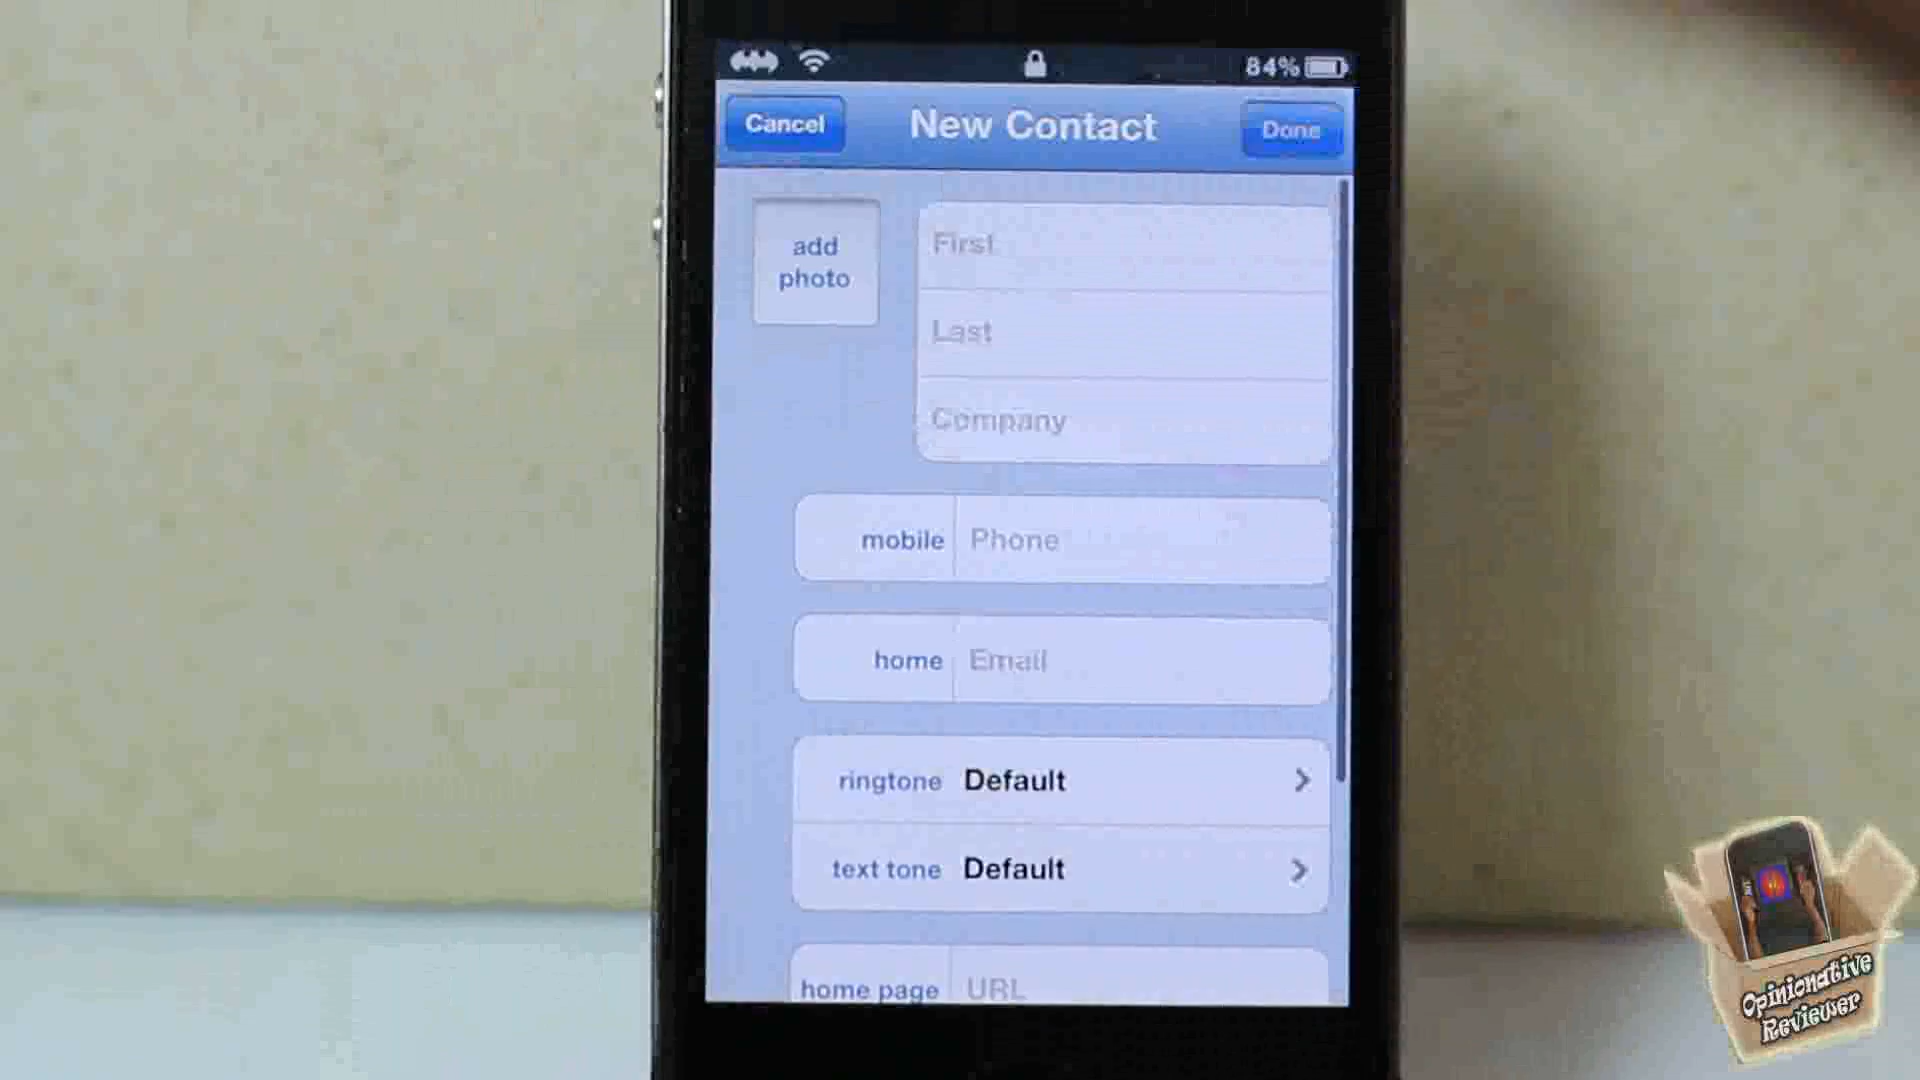 84%
Cancel New Contact Done
add
photo
First
Last
Company
mobile Phone
home Email
ringtone Default
text tone Default
home page URL
Opinionative
Reviewer